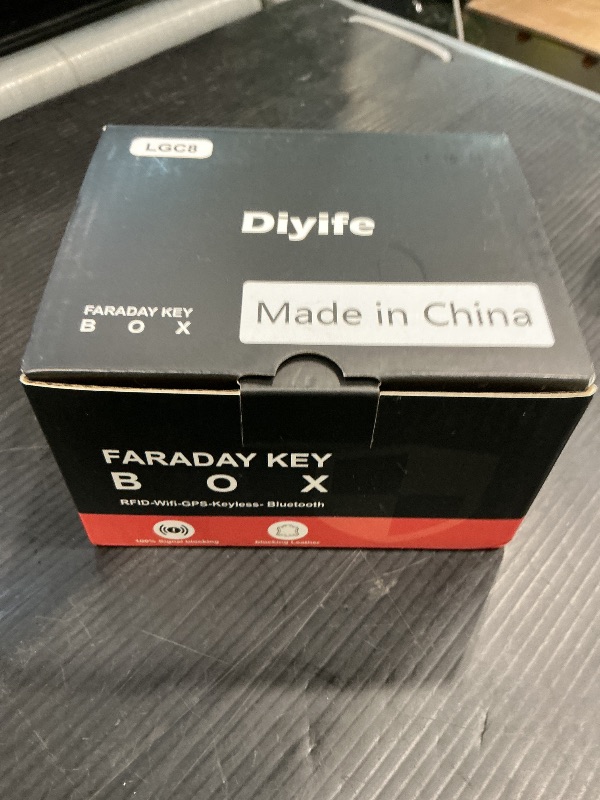 LGC8
Diyife
Made in China
FARADAY KEY
B O X
FARADAY KEY
B O X
RFID-Wifi-GPS-Keyless- Bluetooth
100% Signal blocking
Blocking Leather